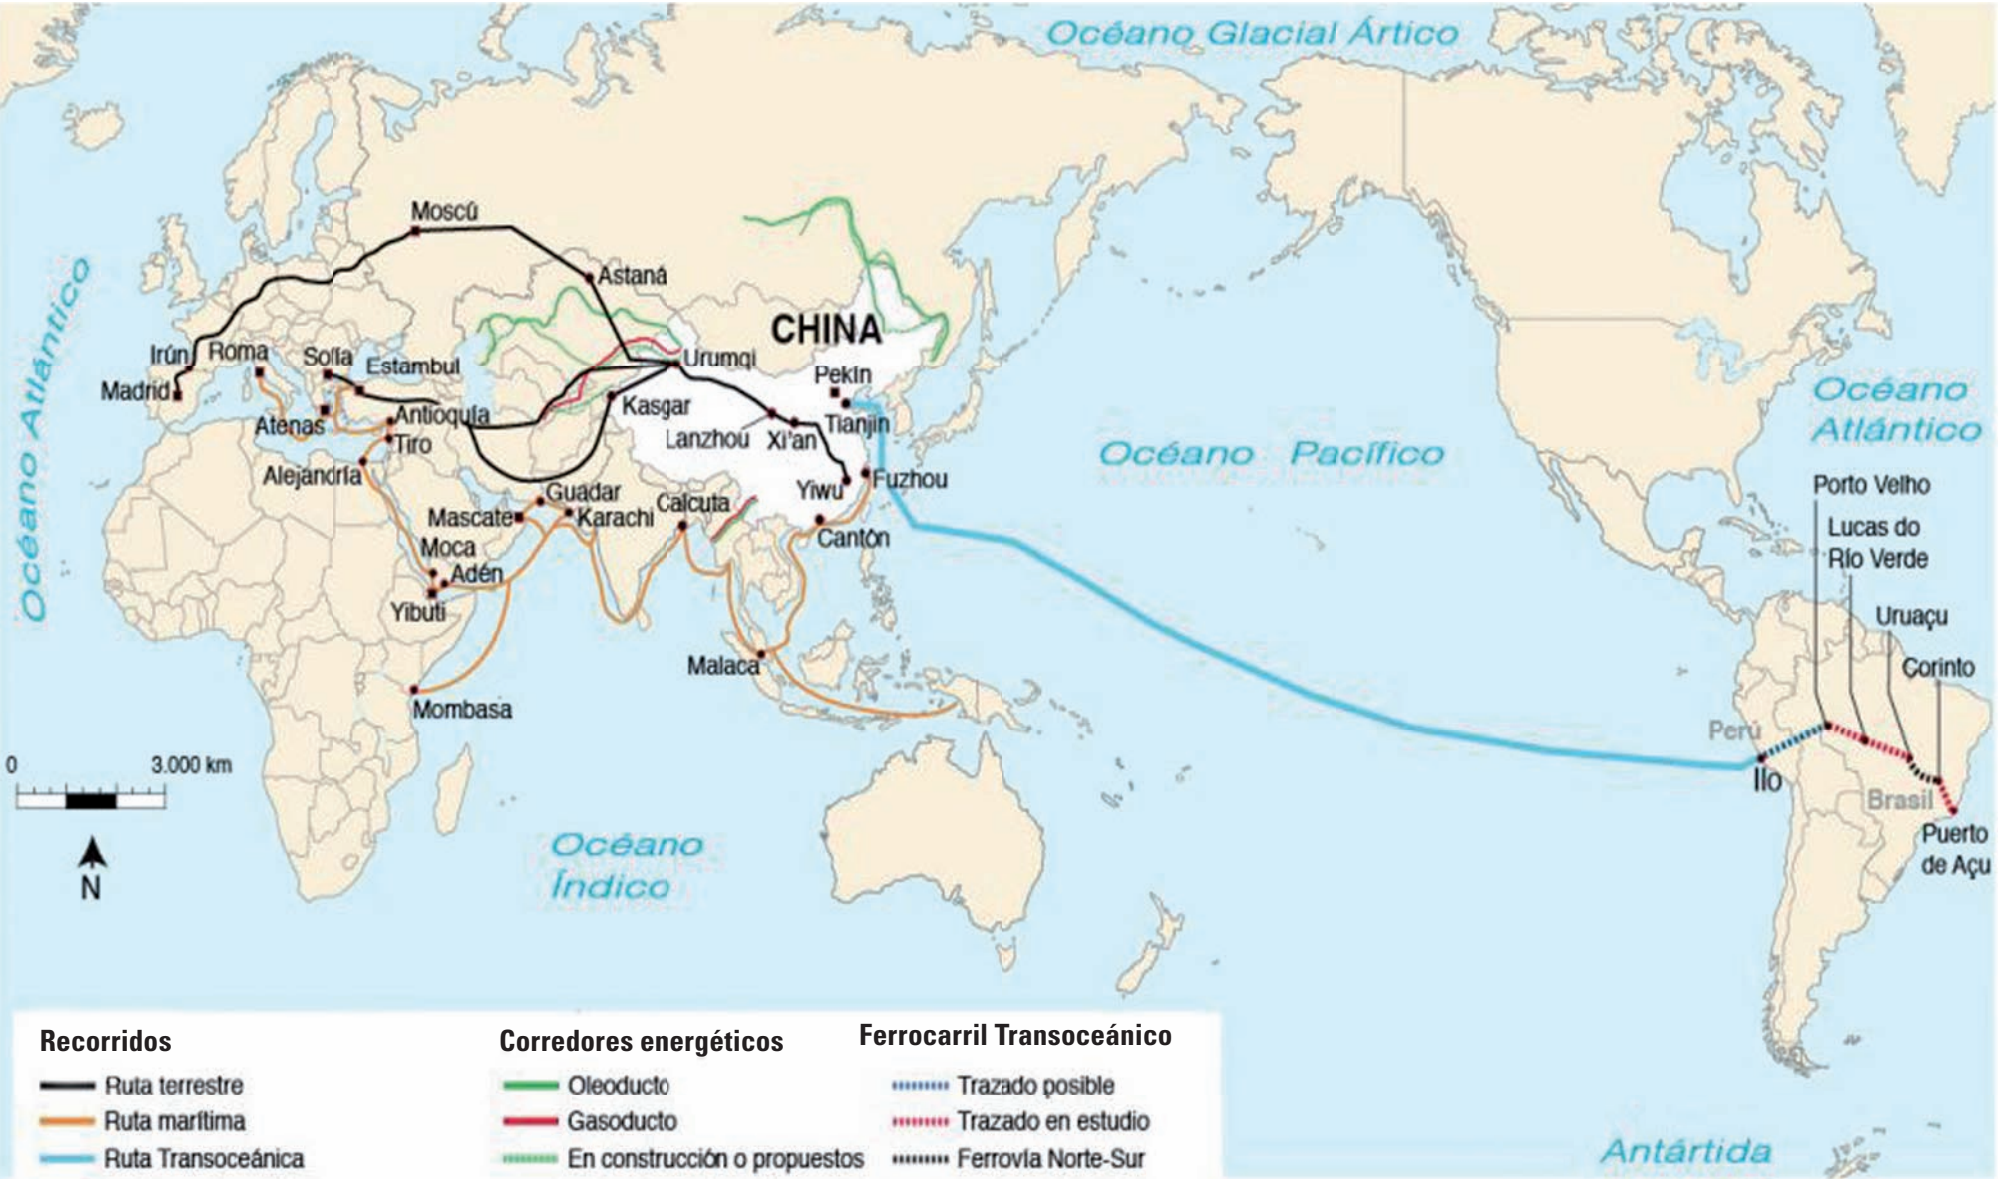 Océano Glacial Ártico
Océano Atlántico
Moscú
Astaná
CHINA
Irún
Roma
Sofía
Estambul
Urumqi
Madrid
Pekín
Océano
Atlántico
Kasgar
Antioquía
Atenas
Lanzhou
Xi'an
Tianjin
Tiro
Océano Pacífico
Alejandría
Fuzhou
Porto Velho
Guadar
Calcuta
Yiwu
Mascate
Karachi
Lucas do
Río Verde
Cantón
Moca
Adén
Yibuti
Uruaçu
Malaca
Corinto
Mombasa
Perú
Ilo
0
3.000 km
Brasil
Puerto
de Açu
Océano
Índico
N
Recorridos
Ruta terrestre
Ruta marítima
Ruta Transoceánica
Corredores energéticos
Oleoducto
Gasoducto
En construcción o propuestos
Ferrocarril Transoceánico
Trazado posible
Trazado en estudio
Ferrovía Norte-Sur
Antártida